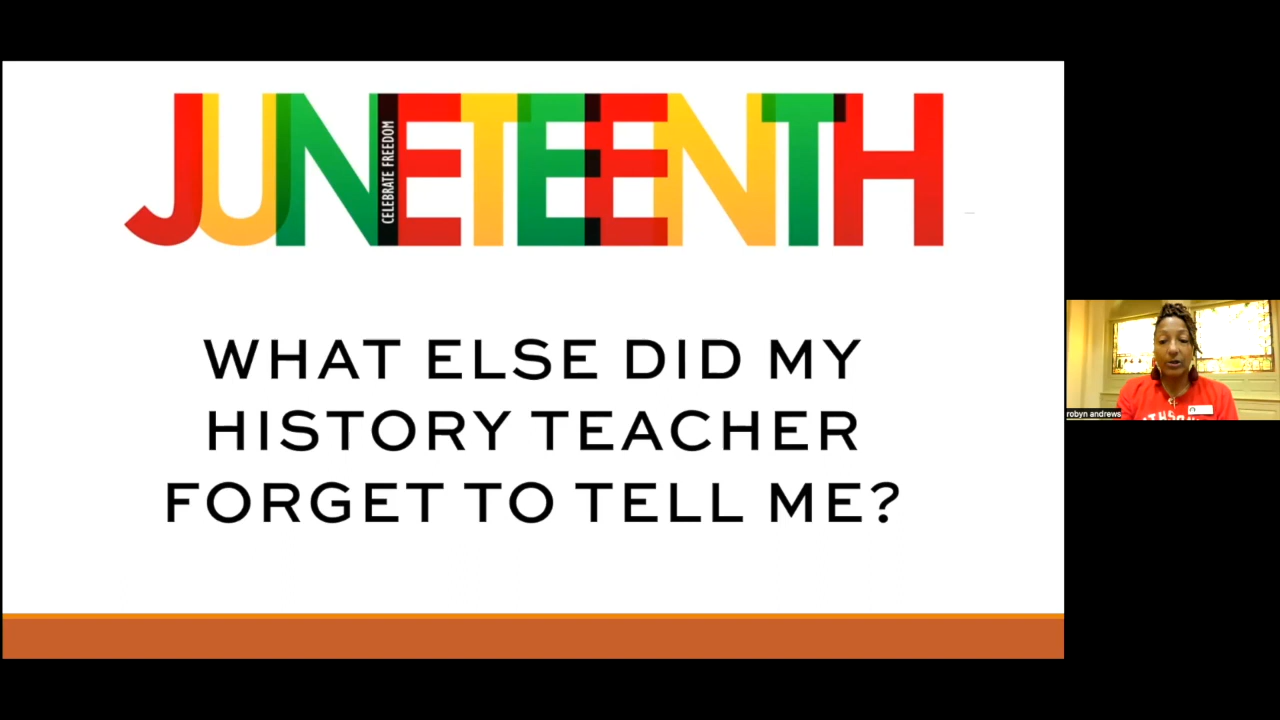 JUNETEENTH
CELEBRATE FREEDOM
WHAT ELSE DID MY
HISTORY TEACHER
FORGET TO TELL ME?
robyn andrews